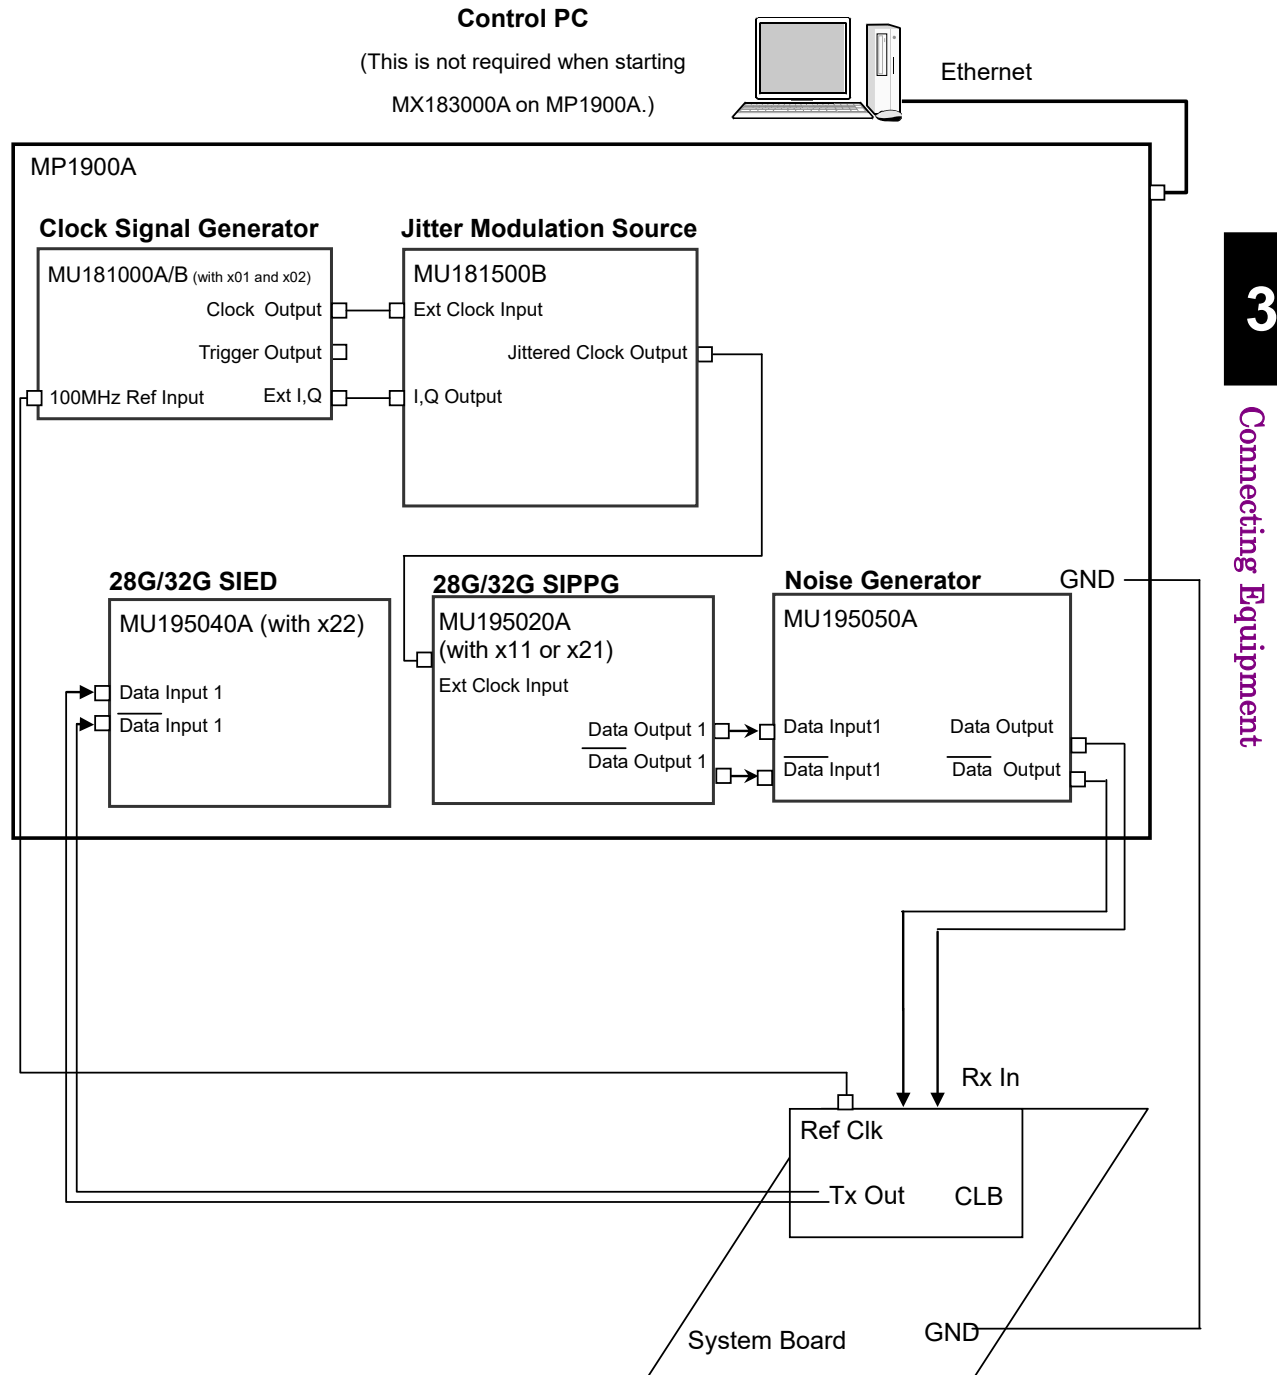 Control PC
(This is not required when starting
MX183000A on MP1900A.)
Ethernet
MP1900A
Clock Signal Generator
MU181000A/B (with x01 and x02)
Clock Output
Trigger Output
100MHz Ref Input
Ext I,Q
Jitter Modulation Source
MU181500B
Ext Clock Input
Jittered Clock Output
I,Q Output
3
Connecting Equipment
28G/32G SIED
MU195040A (with x22)
Data Input 1
Data Input 1
28G/32G SIPPG
MU195020A
(with x11 or x21)
Ext Clock Input
Data Output 1
Data Output 1
Noise Generator
MU195050A
Data Input1
Data Input1
Data Output
Data Output
GND
Rx In
Ref Clk
Tx Out
CLB
System Board
GND